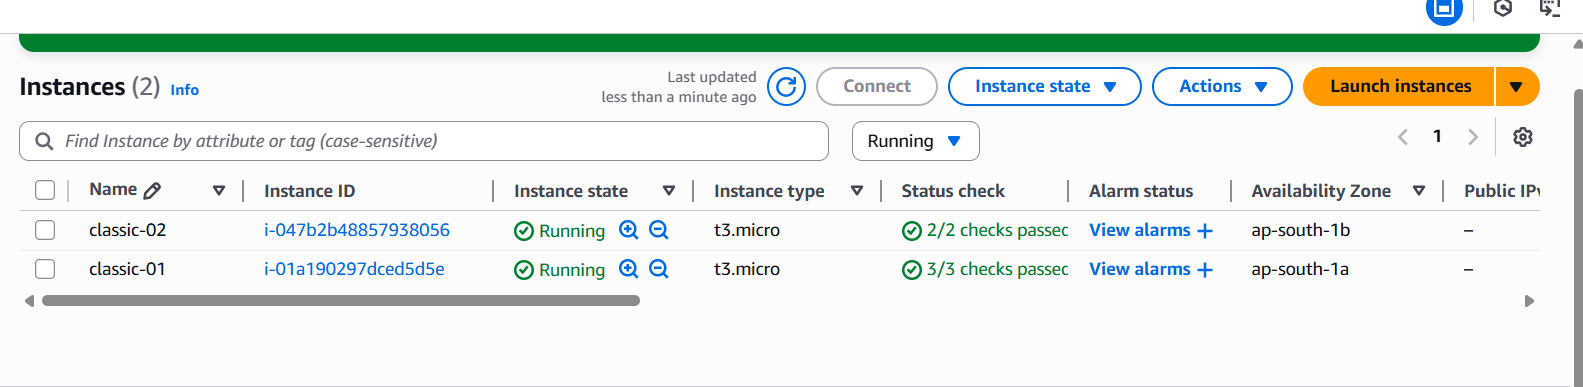 Instances (2) Info
Last updated
less than a minute ago
Connect
Instance state
Actions
Launch instances
Find Instance by attribute or tag (case-sensitive)
Running
1
Name Instance ID Instance state Instance type Status check Alarm status Availability Zone Public IPv
classic-02 i-047b2b48857938056 Running t3.micro 2/2 checks passed View alarms + ap-south-1b –
classic-01 i-01a190297dced5d5e Running t3.micro 3/3 checks passed View alarms + ap-south-1a –